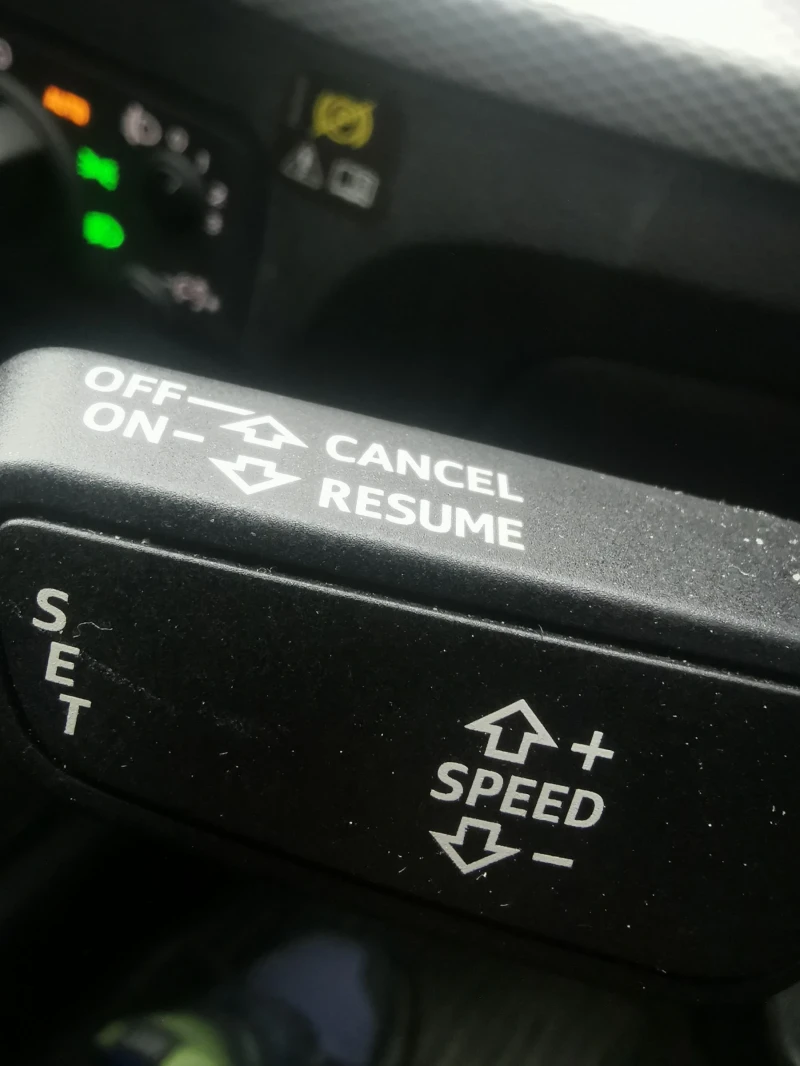 OFF
ON
CANCEL
RESUME
SET
+
SPEED
-